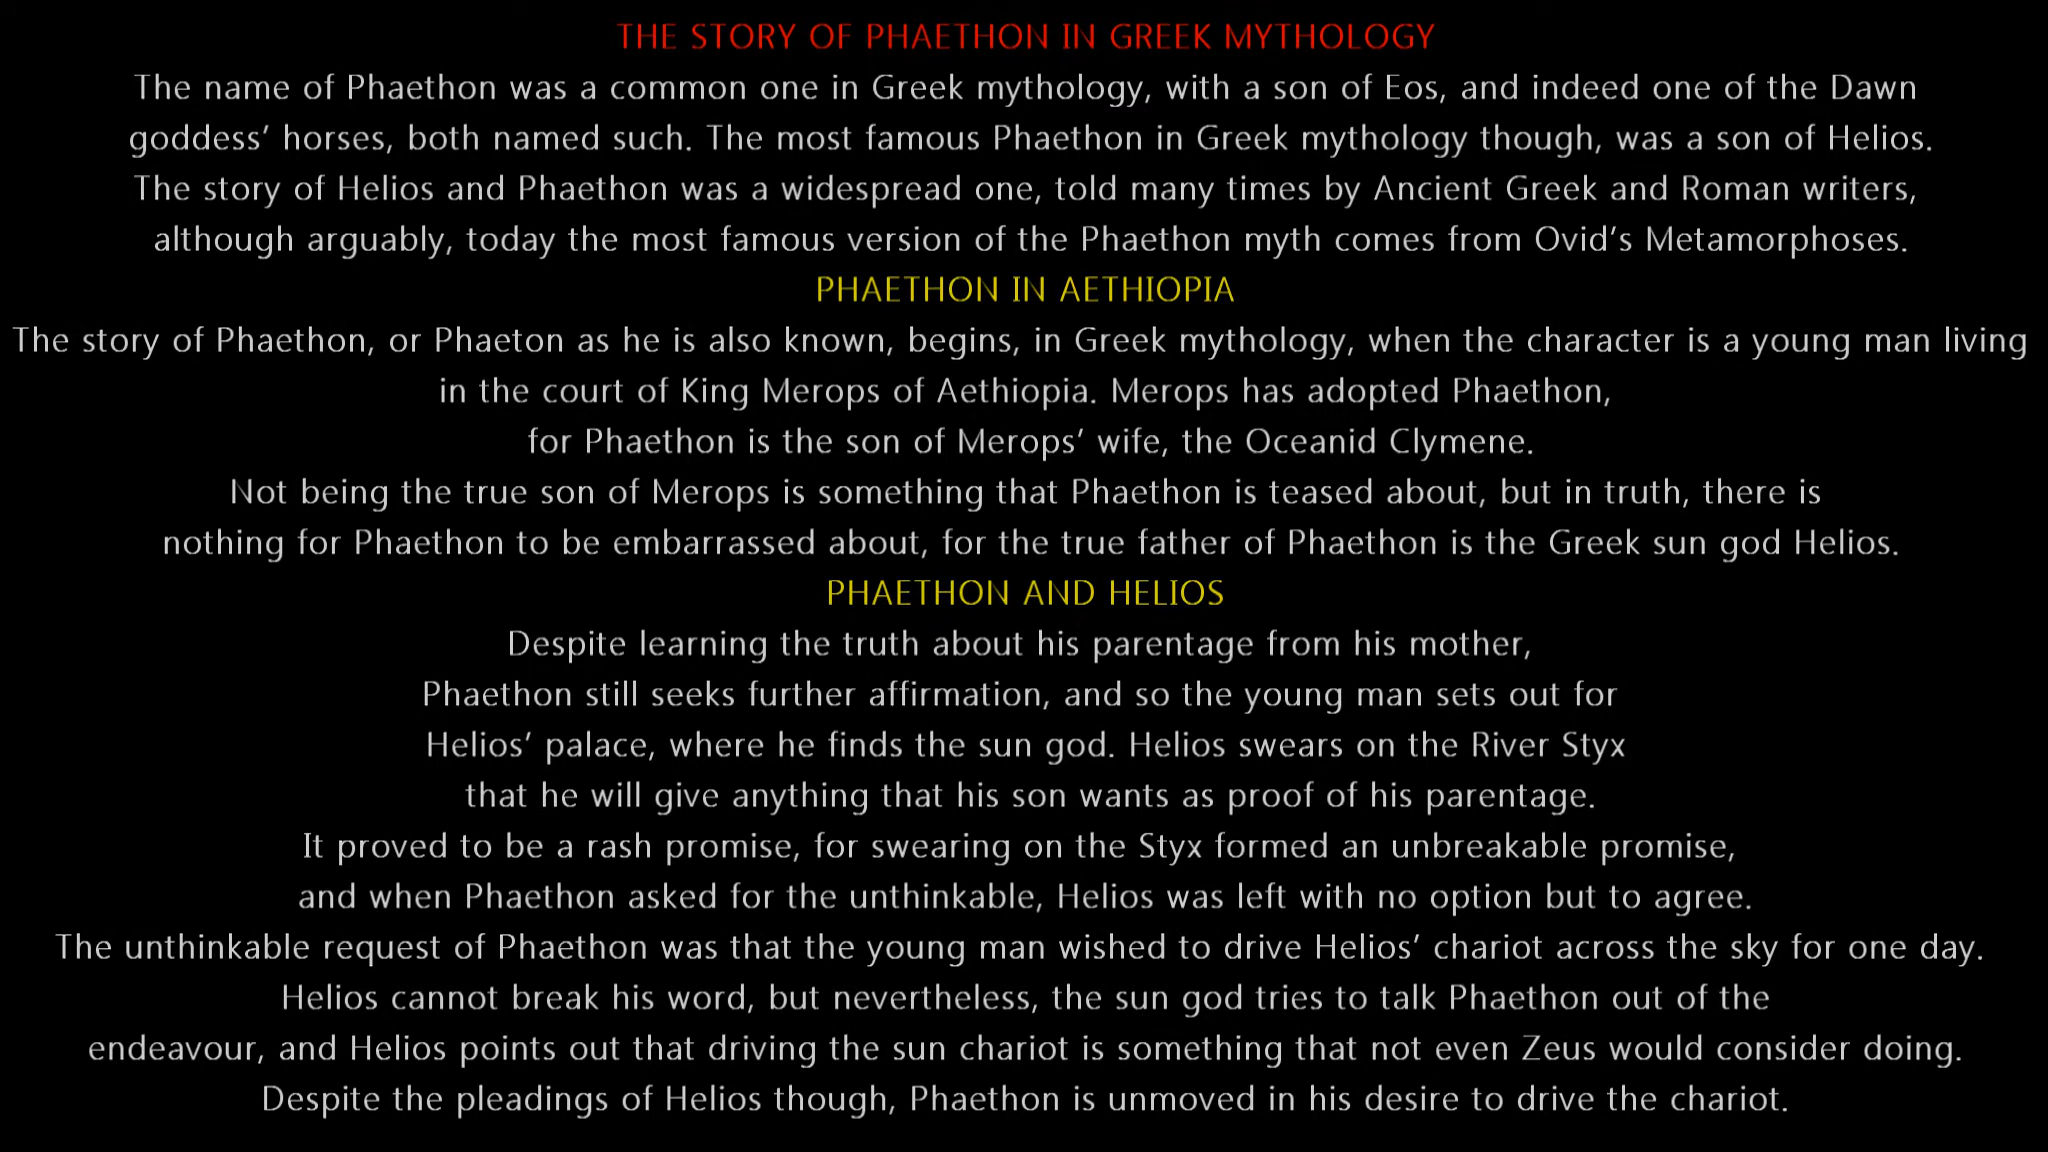 THE STORY OF PHAETHON IN GREEK MYTHOLOGY
The name of Phaethon was a common one in Greek mythology, with a son of Eos, and indeed one of the Dawn
goddess’ horses, both named such. The most famous Phaethon in Greek mythology though, was a son of Helios.
The story of Helios and Phaethon was a widespread one, told many times by Ancient Greek and Roman writers,
although arguably, today the most famous version of the Phaethon myth comes from Ovid’s Metamorphoses.
PHAETHON IN AETHIOPIA
The story of Phaethon, or Phaeton as he is also known, begins, in Greek mythology, when the character is a young man living
in the court of King Merops of Aethiopia. Merops has adopted Phaethon,
for Phaethon is the son of Merops’ wife, the Oceanid Clymene.
Not being the true son of Merops is something that Phaethon is teased about, but in truth, there is
nothing for Phaethon to be embarrassed about, for the true father of Phaethon is the Greek sun god Helios.
PHAETHON AND HELIOS
Despite learning the truth about his parentage from his mother,
Phaethon still seeks further affirmation, and so the young man sets out for
Helios’ palace, where he finds the sun god. Helios swears on the River Styx
that he will give anything that his son wants as proof of his parentage.
It proved to be a rash promise, for swearing on the Styx formed an unbreakable promise,
and when Phaethon asked for the unthinkable, Helios was left with no option but to agree.
The unthinkable request of Phaethon was that the young man wished to drive Helios’ chariot across the sky for one day.
Helios cannot break his word, but nevertheless, the sun god tries to talk Phaethon out of the
endeavour, and Helios points out that driving the sun chariot is something that not even Zeus would consider doing.
Despite the pleadings of Helios though, Phaethon is unmoved in his desire to drive the chariot.